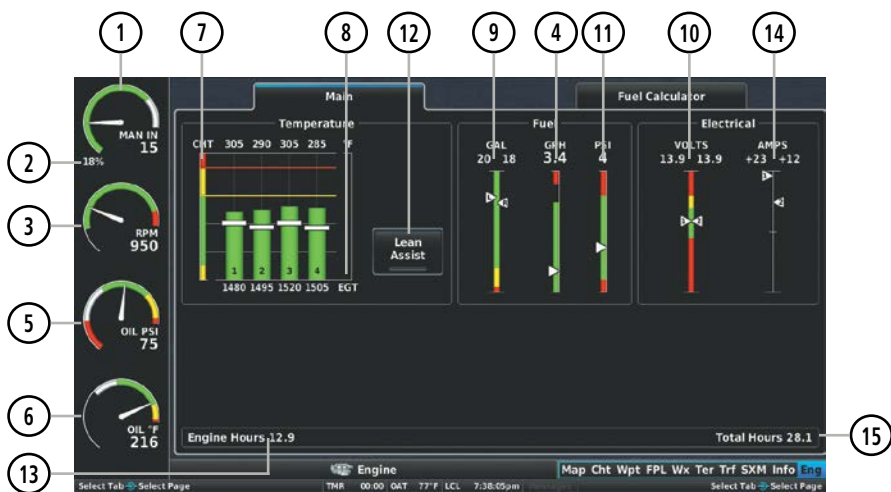 1 7 8 12 9 4 11 10 14
2 3 5 6 13 15
MAN IN
15
18%
RPM
950
OIL PSI
75
OIL °F
216
Main
Fuel Calculator
Temperature
CHT 305 290 305 285 °F
1 2 3 4
1480 1495 1520 1505 EGT
Lean
Assist
Fuel
GAL GPH PSI
20 18 3.4 4
Electrical
VOLTS AMPS
13.9 13.9 +23 +12
Engine Hours 12.9
Total Hours 28.1
Engine
Map Cht Wpt FPL Wx Ter Trf SXM Info Eng
Select Tab Select Page
TMR 00:00 OAT 77°F LCL 7:38:05pm
Select Tab Select Page